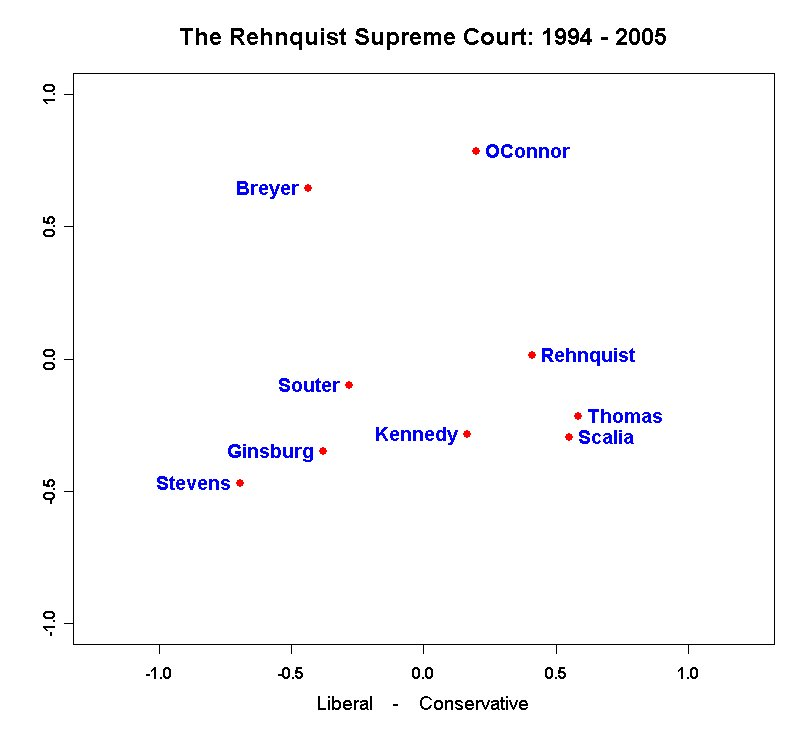 The Rehnquist Supreme Court: 1994 - 2005
1.0
OConnor
Breyer
0.5
0.0
Rehnquist
Souter
Thomas
Kennedy
Scalia
Ginsburg
Stevens
-0.5
-1.0
-1.0 -0.5 0.0 0.5 1.0
Liberal - Conservative